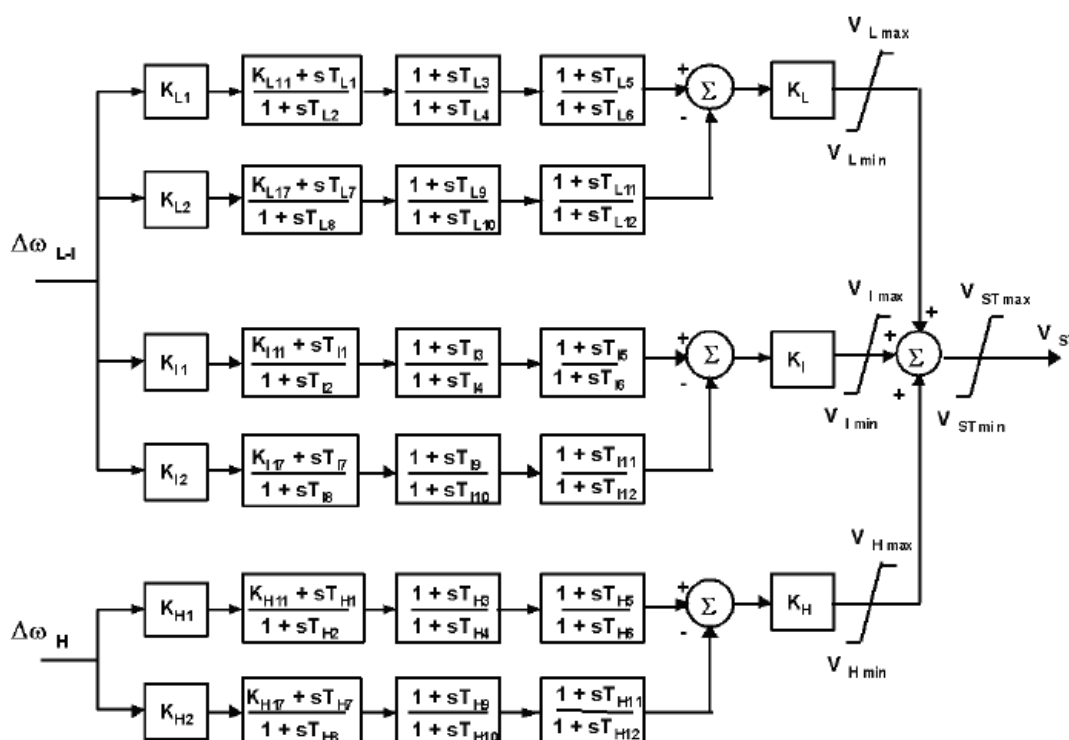 V L max
K L1 K L11 + sT L1 1 + sT L3 1 + sT L5 + Σ K L
1 + sT L2 1 + sT L4 1 + sT L6 -
V L min
K L2 K L17 + sT L7 1 + sT L9 1 + sT L11
1 + sT L8 1 + sT L10 1 + sT L12
Δω L-I
V I max V ST max
K I1 K I11 + sT I1 1 + sT I3 1 + sT I5 + Σ K I + + Σ V ST
1 + sT I2 1 + sT I4 1 + sT I6 - +
V I min V ST min
K I2 K I17 + sT I7 1 + sT I9 1 + sT I11
1 + sT I8 1 + sT I10 1 + sT I12
V H max
K H1 K H11 + sT H1 1 + sT H3 1 + sT H5 + Σ K H
1 + sT H2 1 + sT H4 1 + sT H6 -
Δω H
V H min
K H2 K H17 + sT H7 1 + sT H9 1 + sT H11
1 + sT H8 1 + sT H10 1 + sT H12